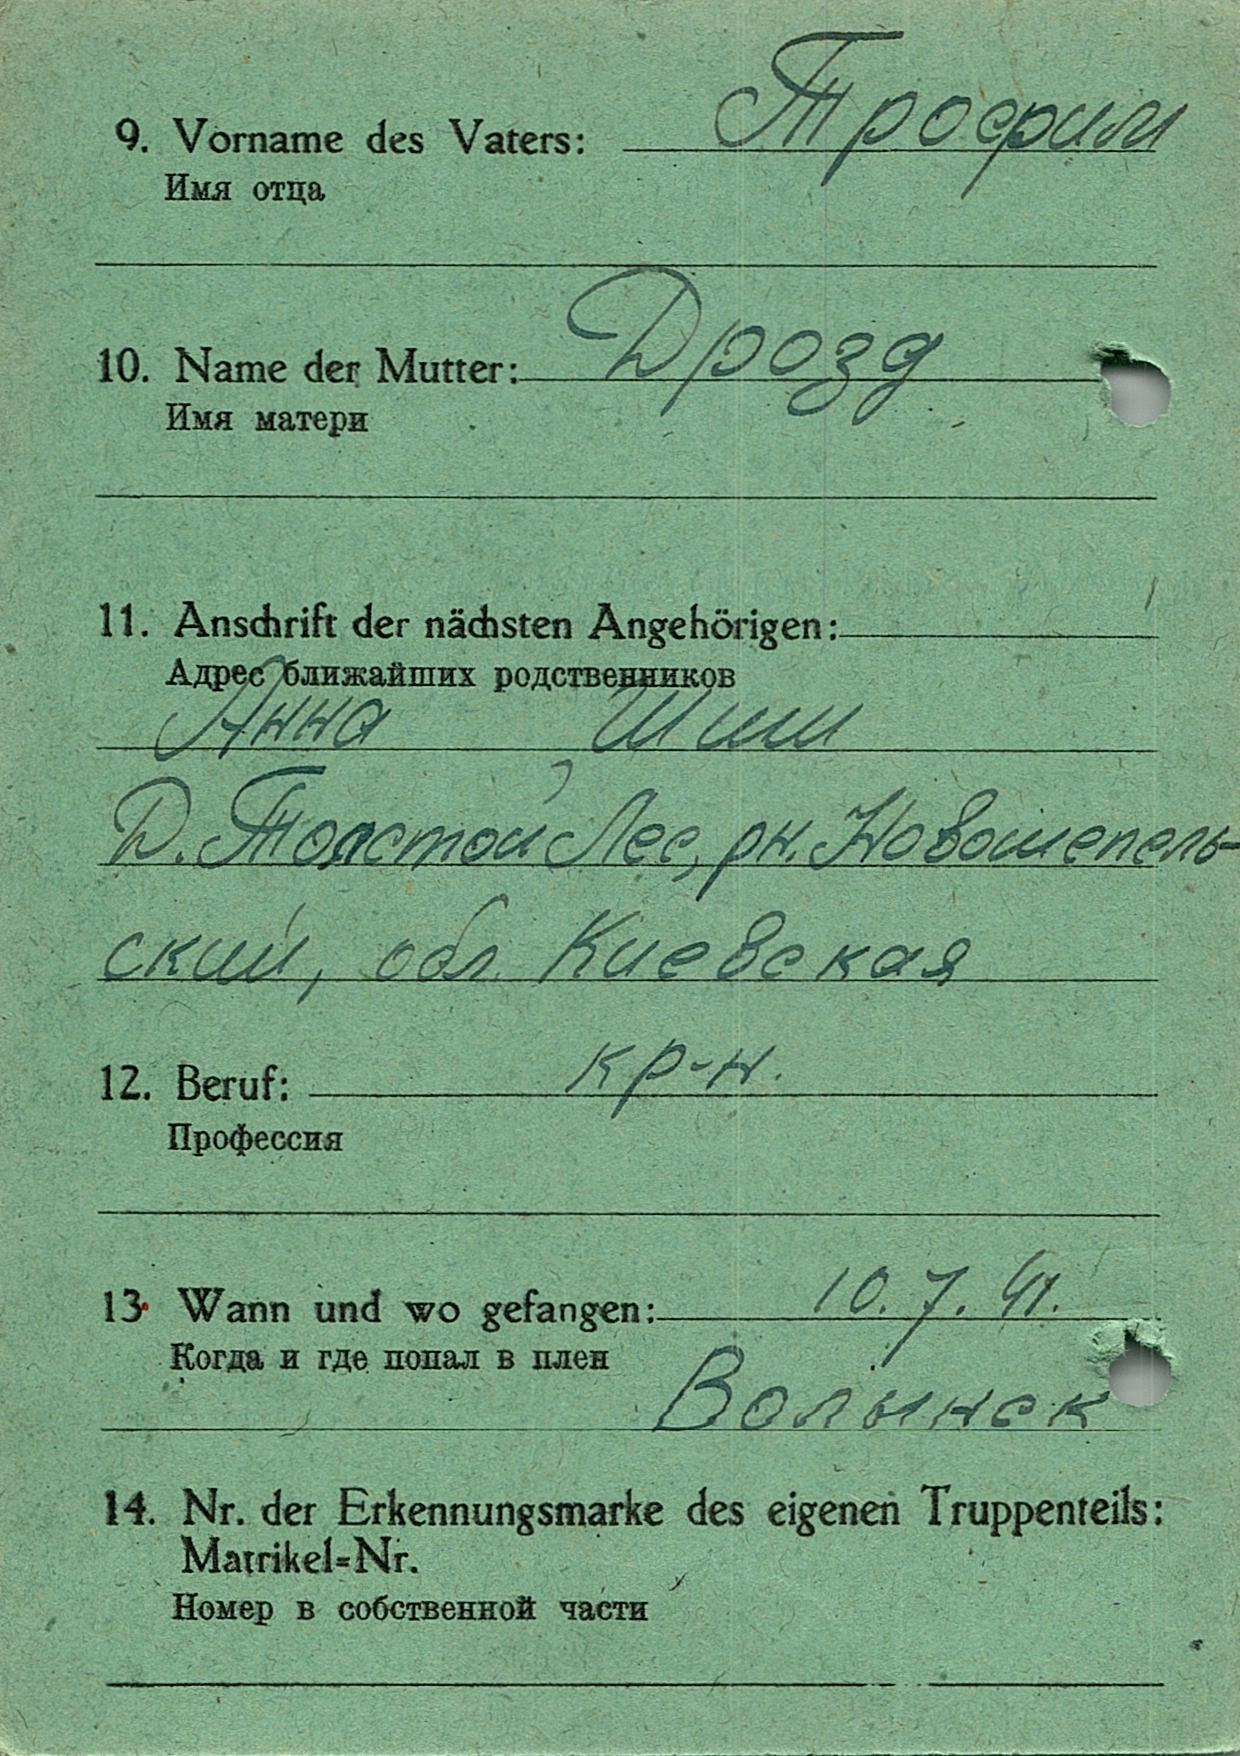 9. Vorname des Vaters: Трофим
Имя отца
10. Name der Mutter: Дрозд
Имя матери
11. Anschrift der nächsten Angehörigen:
Адрес ближайших родственников
Анна Шиш
Д. Толстой Лес, рн. Новошепель-
ский, обл. Киевская
12. Beruf: кр-н.
Профессия
13. Wann und wo gefangen: 10.7.41.
Когда и где попал в плен
Волынск
14. Nr. der Erkennungsmarke des eigenen Truppenteils:
Matrikel=Nr.
Номер в собственной части